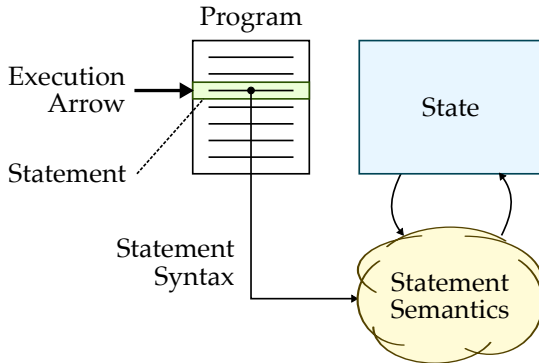 Program
Execution
Arrow
State
Statement
Statement
Syntax
Statement
Semantics